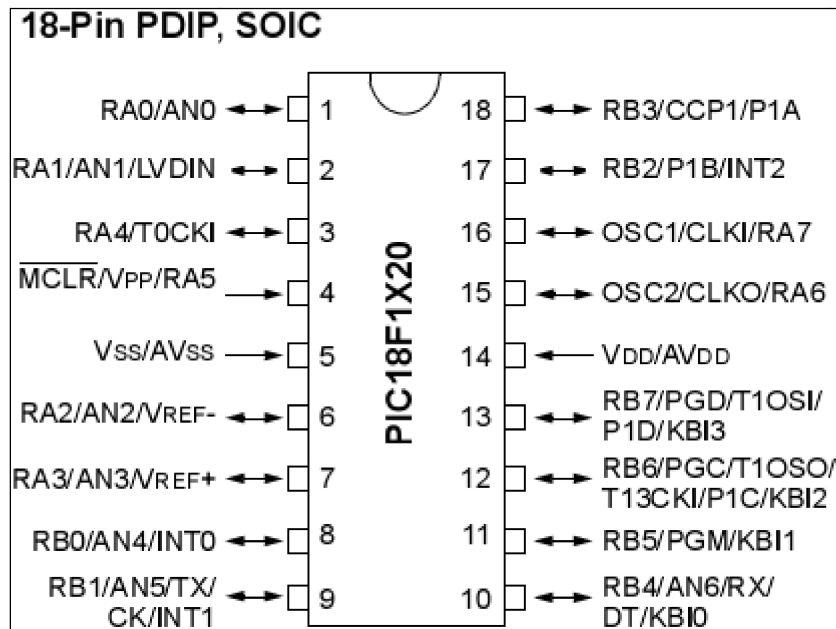 18-Pin PDIP, SOIC
RA0/AN0 1 18 RB3/CCP1/P1A
RA1/AN1/LVDIN 2 17 RB2/P1B/INT2
RA4/T0CKI 3 16 OSC1/CLKI/RA7
MCLR/VPP/RA5 4 15 OSC2/CLKO/RA6
VSS/AVSS 5 14 VDD/AVDD
RA2/AN2/VREF- 6 13 RB7/PGD/T1OSI/
P1D/KBI3
RA3/AN3/VREF+ 7 12 RB6/PGC/T1OSO/
T13CKI/P1C/KBI2
RB0/AN4/INT0 8 11 RB5/PGM/KBI1
RB1/AN5/TX/
CK/INT1 9 10 RB4/AN6/RX/
DT/KBI0
PIC18F1X20